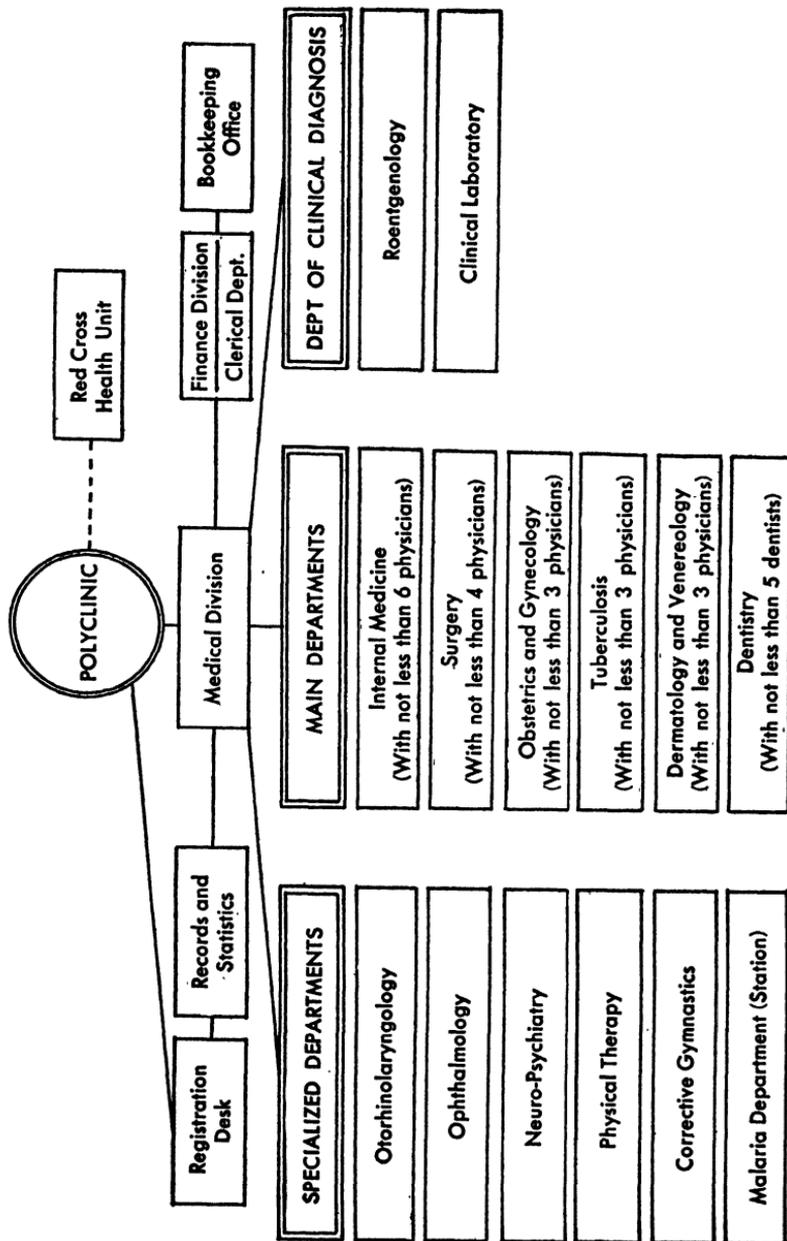 POLYCLINIC
Red Cross
Health Unit
Registration
Desk
Records and
Statistics
Medical Division
Finance Division
Clerical Dept.
Bookkeeping
Office
SPECIALIZED DEPARTMENTS
Otorhinolaryngology
Ophthalmology
Neuro-Psychiatry
Physical Therapy
Corrective Gymnastics
Malaria Department (Station)
MAIN DEPARTMENTS
Internal Medicine
(With not less than 6 physicians)
Surgery
(With not less than 4 physicians)
Obstetrics and Gynecology
(With not less than 3 physicians)
Tuberculosis
(With not less than 3 physicians)
Dermatology and Venereology
(With not less than 3 physicians)
Dentistry
(With not less than 5 dentists)
DEPT OF CLINICAL DIAGNOSIS
Roentgenology
Clinical Laboratory